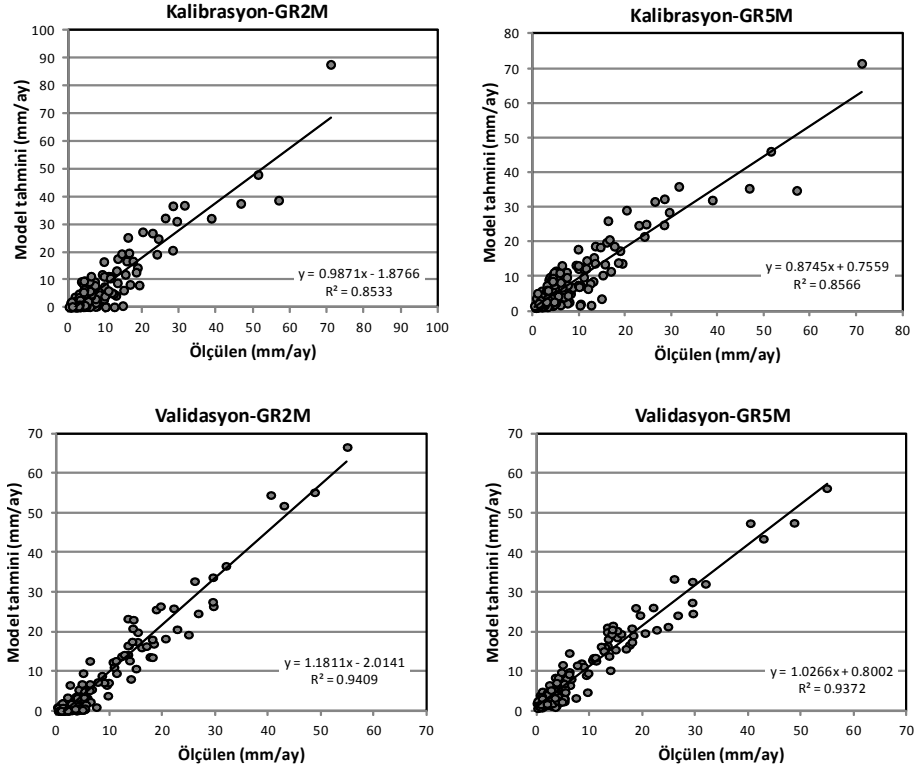 Kalibrasyon-GR2M
Model tahmini (mm/ay)
100
90
80
70
60
50
40
30
20
10
0
y = 0.9871x - 1.8766
R² = 0.8533
0 10 20 30 40 50 60 70 80 90 100
Ölçülen (mm/ay)
Kalibrasyon-GR5M
Model tahmini (mm/ay)
80
70
60
50
40
30
20
10
0
y = 0.8745x + 0.7559
R² = 0.8566
0 10 20 30 40 50 60 70 80
Ölçülen (mm/ay)
Validasyon-GR2M
Model tahmini (mm/ay)
70
60
50
40
30
20
10
0
y = 1.1811x - 2.0141
R² = 0.9409
0 10 20 30 40 50 60 70
Ölçülen (mm/ay)
Validasyon-GR5M
Model tahmini (mm/ay)
70
60
50
40
30
20
10
0
y = 1.0266x + 0.8002
R² = 0.9372
0 10 20 30 40 50 60 70
Ölçülen (mm/ay)